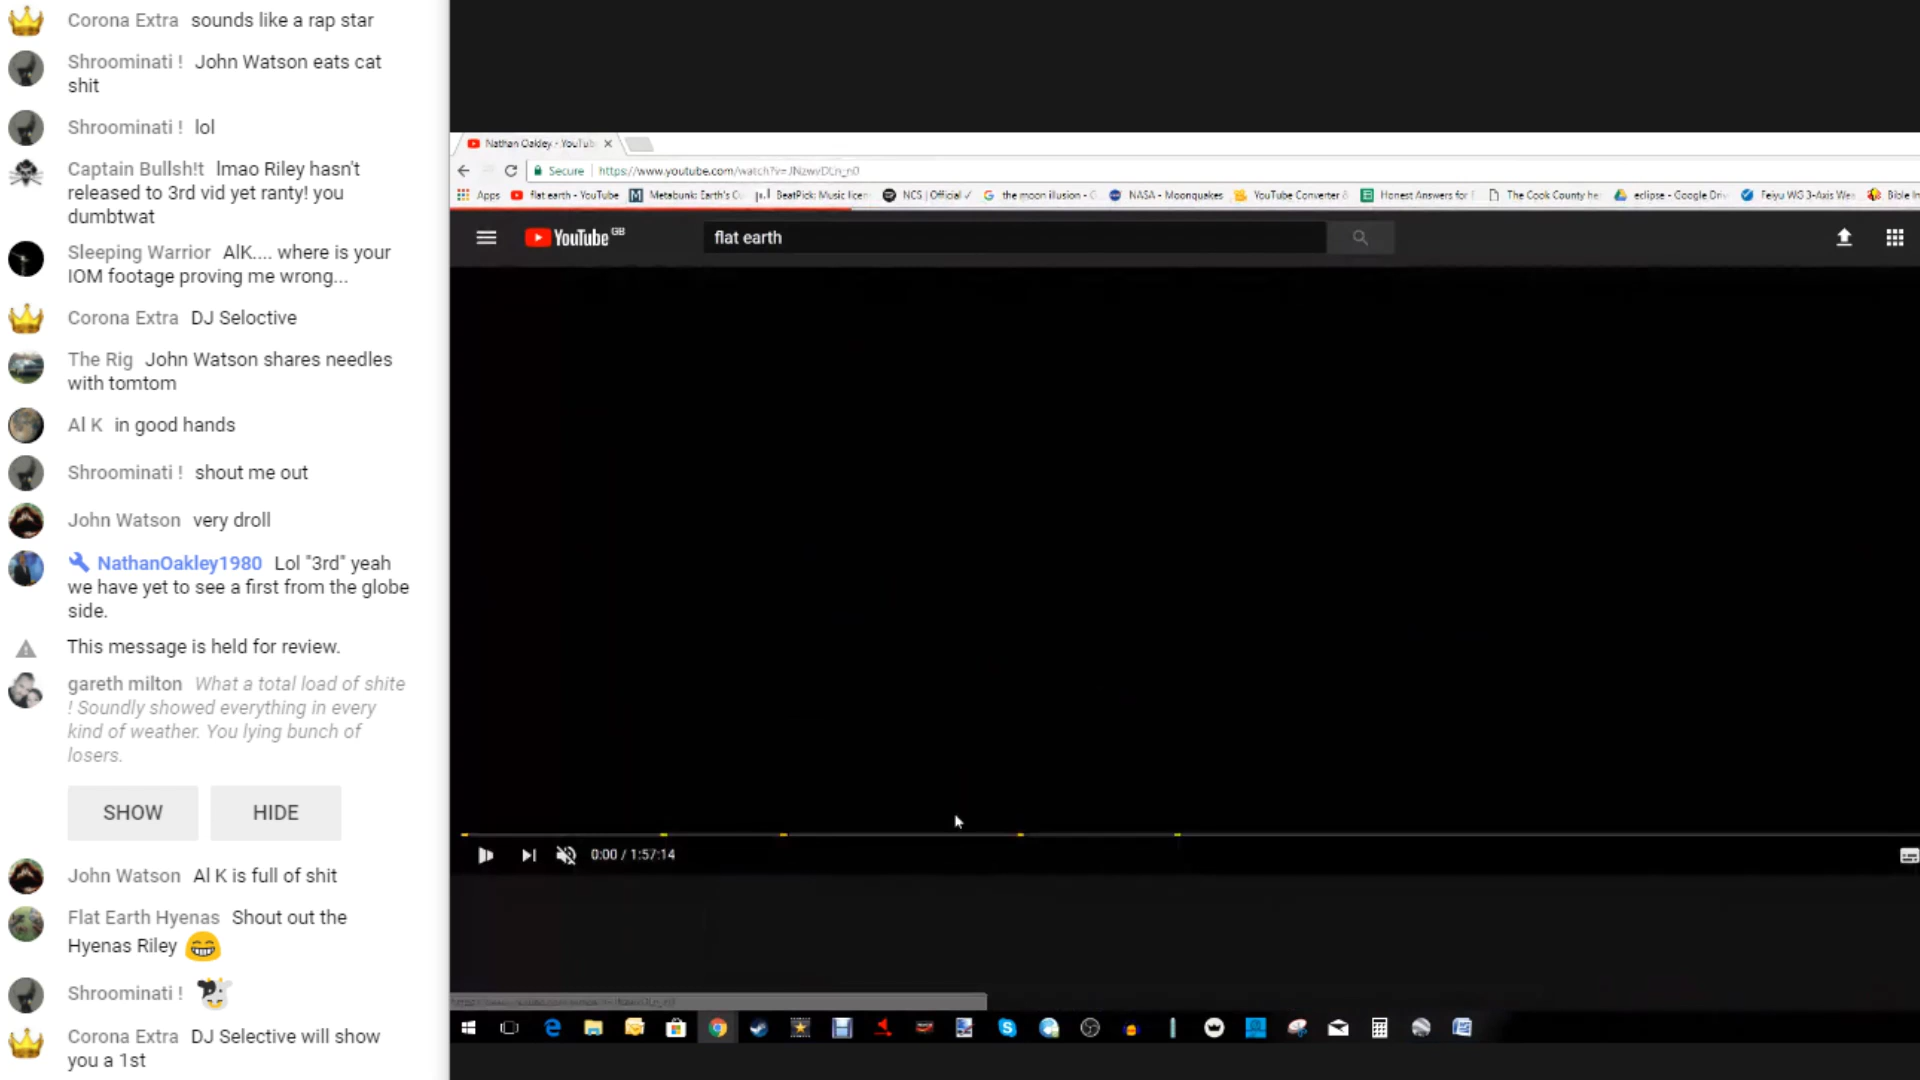 Corona Extra sounds like a rap star
Shroominati ! John Watson eats cat
shit
Shroominati ! lol
Captain Bullsh!t lmao Riley hasn't
released to 3rd vid yet ranty! you
dumbtwat
Sleeping Warrior AlK.... where is your
IOM footage proving me wrong...
Corona Extra DJ Seloctive
The Rig John Watson shares needles
with tomtom
Al K in good hands
Shroominati ! shout me out
John Watson very droll
NathanOakley1980 Lol "3rd" yeah
we have yet to see a first from the globe
side.
This message is held for review.
gareth milton What a total load of shite
! Soundly showed everything in every
kind of weather. You lying bunch of
losers.
SHOW HIDE
John Watson Al K is full of shit
Flat Earth Hyenas Shout out the
Hyenas Riley
Shroominati !
Corona Extra DJ Selective will show
you a 1st
Nathan Oakley - YouTub
Secure https://www.youtube.com/watch?v=
Apps flat earth - YouTube Metabunk: Earth's Cu BeatPick: Music licen NCS | Official the moon illusion - G NASA - Moonquakes YouTube Converter & Honest Answers for The Cook County he eclipse - Google Driv Feiyu WG 3-Axis We Bible In
YouTube GB flat earth
0:00 / 1:57:14